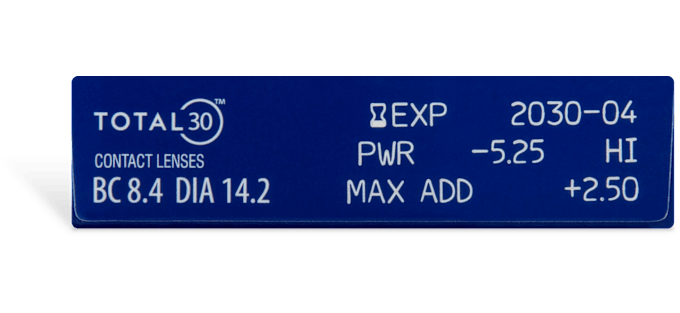 TOTAL30™
CONTACT LENSES
BC 8.4 DIA 14.2
EXP 2030-04
PWR -5.25 HI
MAX ADD +2.50